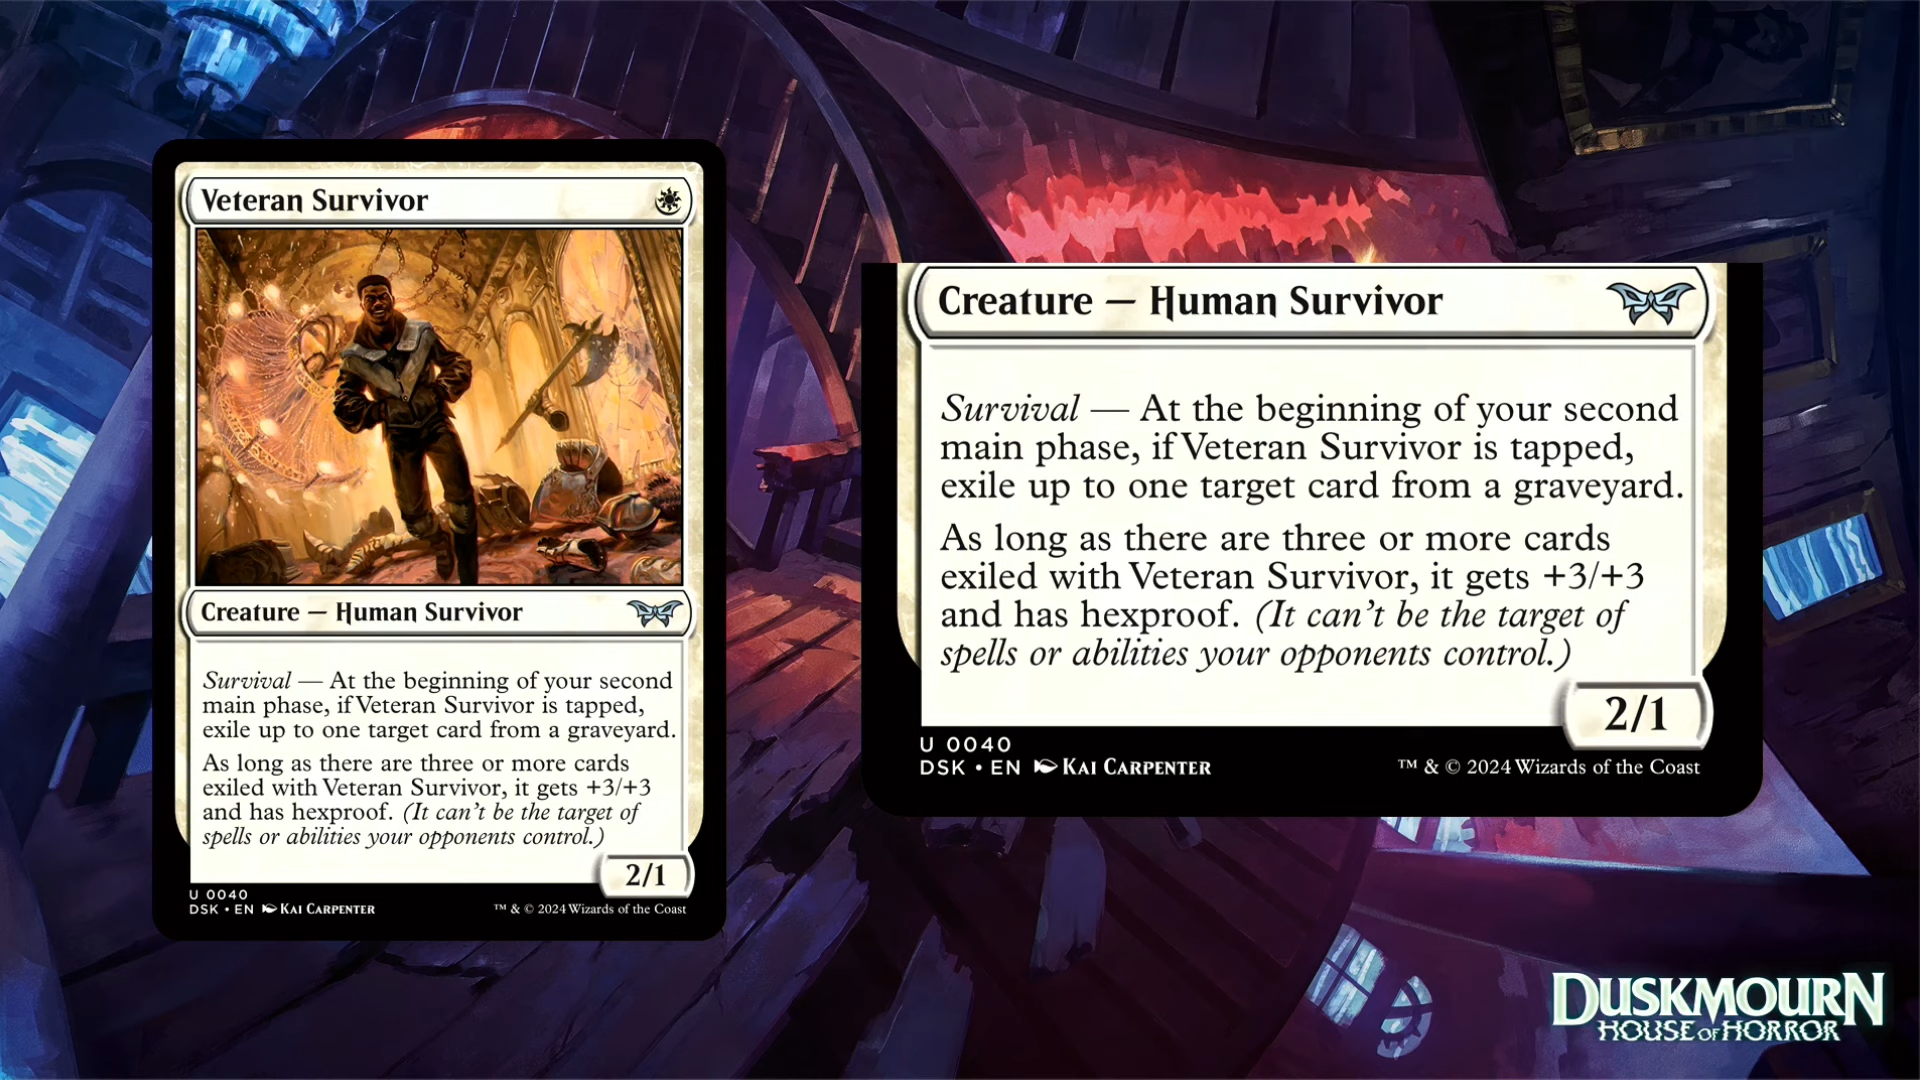 Veteran Survivor
Creature — Human Survivor
Survival — At the beginning of your second
main phase, if Veteran Survivor is tapped,
exile up to one target card from a graveyard.
As long as there are three or more cards
exiled with Veteran Survivor, it gets +3/+3
and has hexproof. (It can't be the target of
spells or abilities your opponents control.)
2/1
U 0040
DSK • EN KAI CARPENTER
™ & © 2024 Wizards of the Coast
Creature — Human Survivor
Survival — At the beginning of your second
main phase, if Veteran Survivor is tapped,
exile up to one target card from a graveyard.
As long as there are three or more cards
exiled with Veteran Survivor, it gets +3/+3
and has hexproof. (It can't be the target of
spells or abilities your opponents control.)
2/1
U 0040
DSK • EN KAI CARPENTER
™ & © 2024 Wizards of the Coast
DUSKMOURN
HOUSE OF HORROR